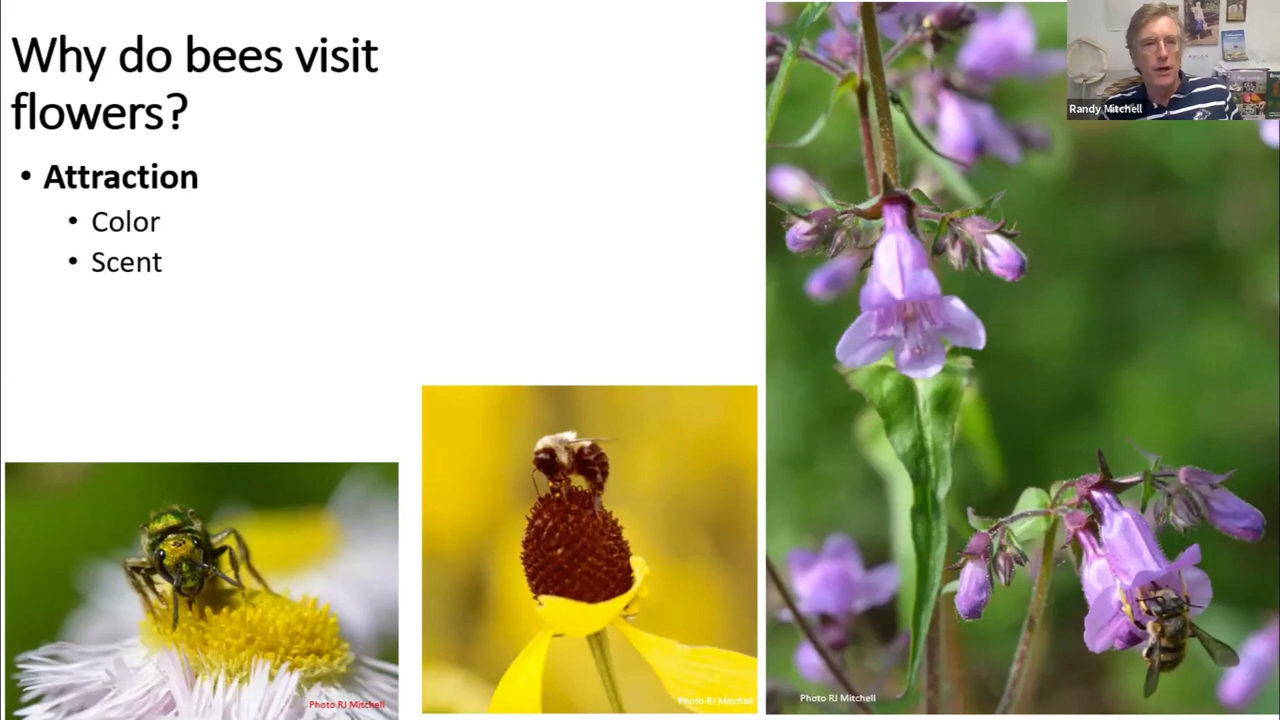 Why do bees visit
flowers?
• Attraction
• Color
• Scent
Randy Mitchell
Photo RJ Mitchell
Photo RJ Mitchell
Photo RJ Mitchell